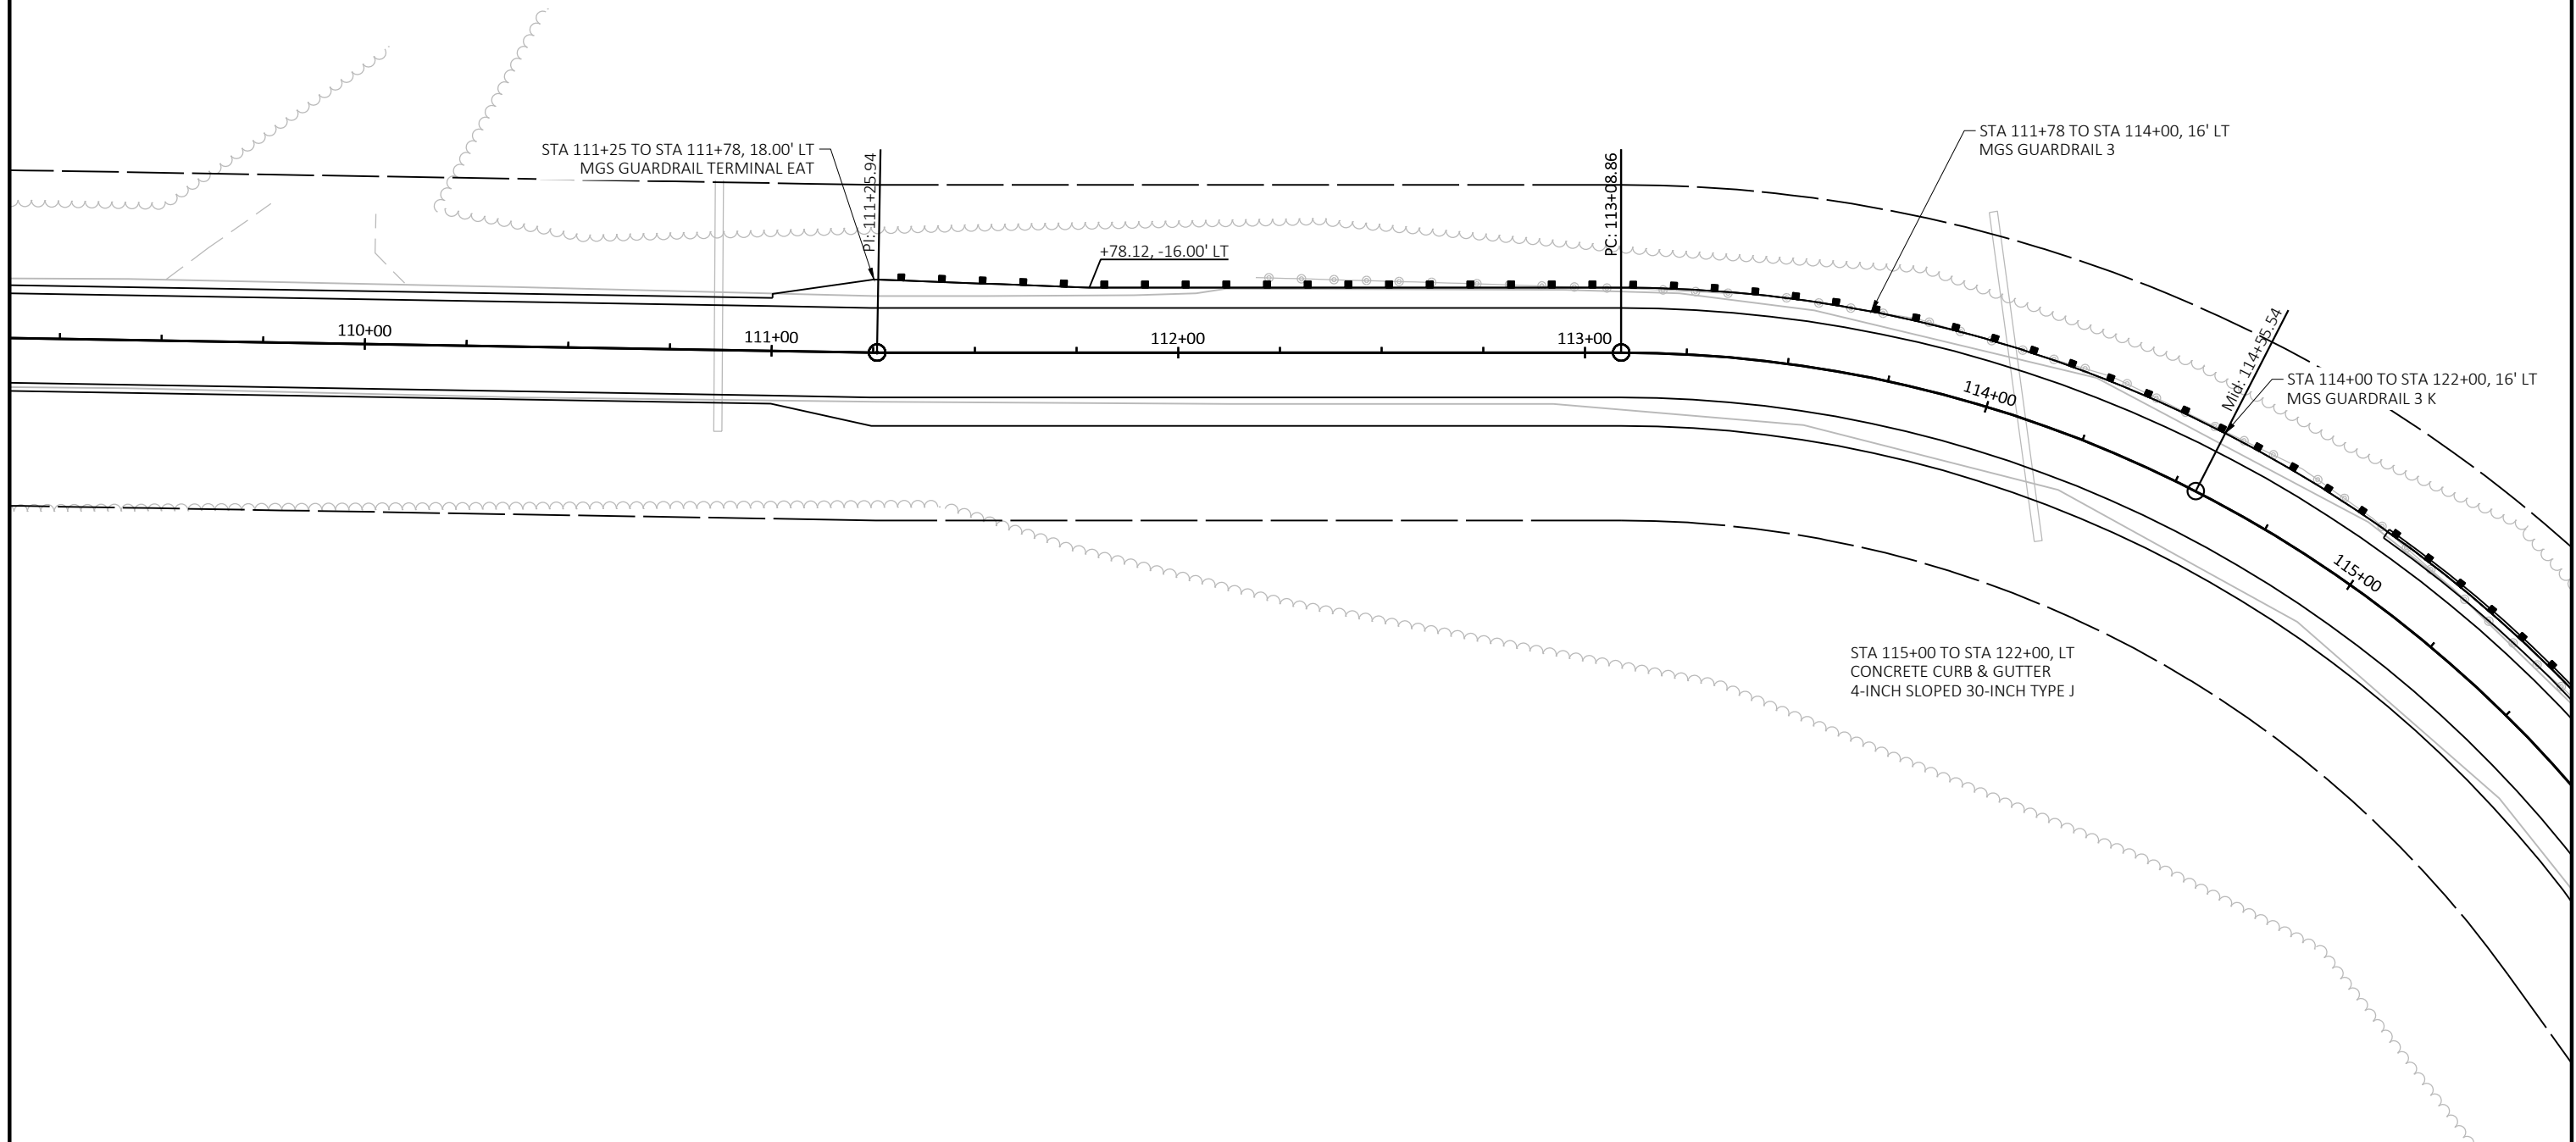 STA 111+25 TO STA 111+78, 18.00' LT
MGS GUARDRAIL TERMINAL EAT
PI: 111+25.94
+78.12, -16.00' LT
PC: 113+08.86
STA 111+78 TO STA 114+00, 16' LT
MGS GUARDRAIL 3
Mid: 114+55.54
STA 114+00 TO STA 122+00, 16' LT
MGS GUARDRAIL 3 K
110+00
111+00
112+00
113+00
114+00
115+00
STA 115+00 TO STA 122+00, LT
CONCRETE CURB & GUTTER
4-INCH SLOPED 30-INCH TYPE J